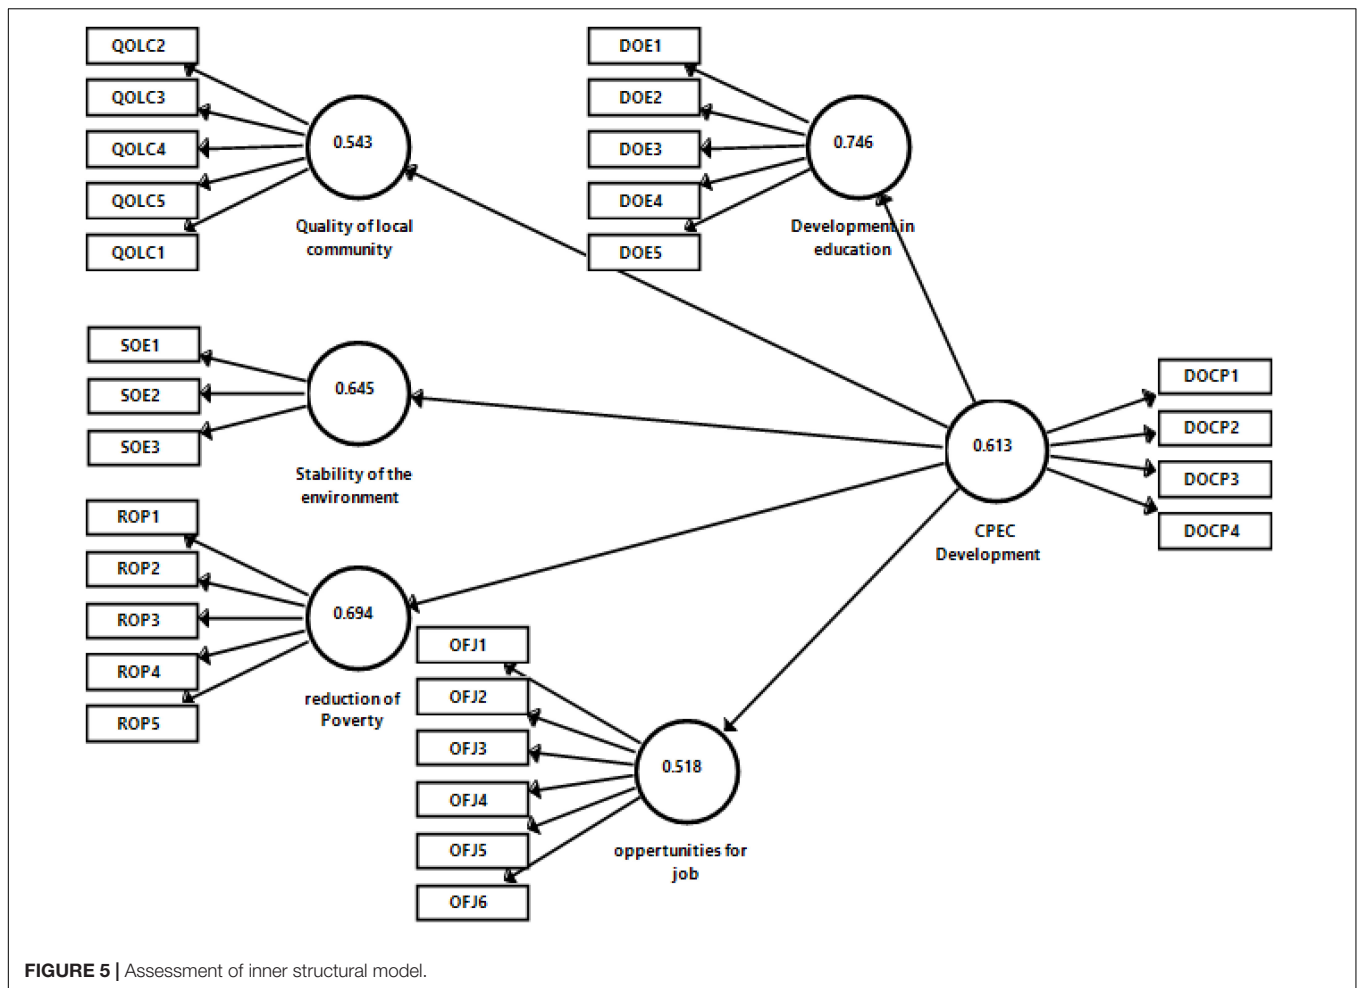 QOLC2
QOLC3
QOLC4
QOLC5
QOLC1
0.543
Quality of local
community
DOE1
DOE2
DOE3
DOE4
DOE5
0.746
Development in
education
SOE1
SOE2
SOE3
0.645
Stability of the
environment
0.613
CPEC
Development
DOCP1
DOCP2
DOCP3
DOCP4
ROP1
ROP2
ROP3
ROP4
ROP5
0.694
reduction of
Poverty
OFJ1
OFJ2
OFJ3
OFJ4
OFJ5
OFJ6
0.518
oppertunities for
job
FIGURE 5 | Assessment of inner structural model.